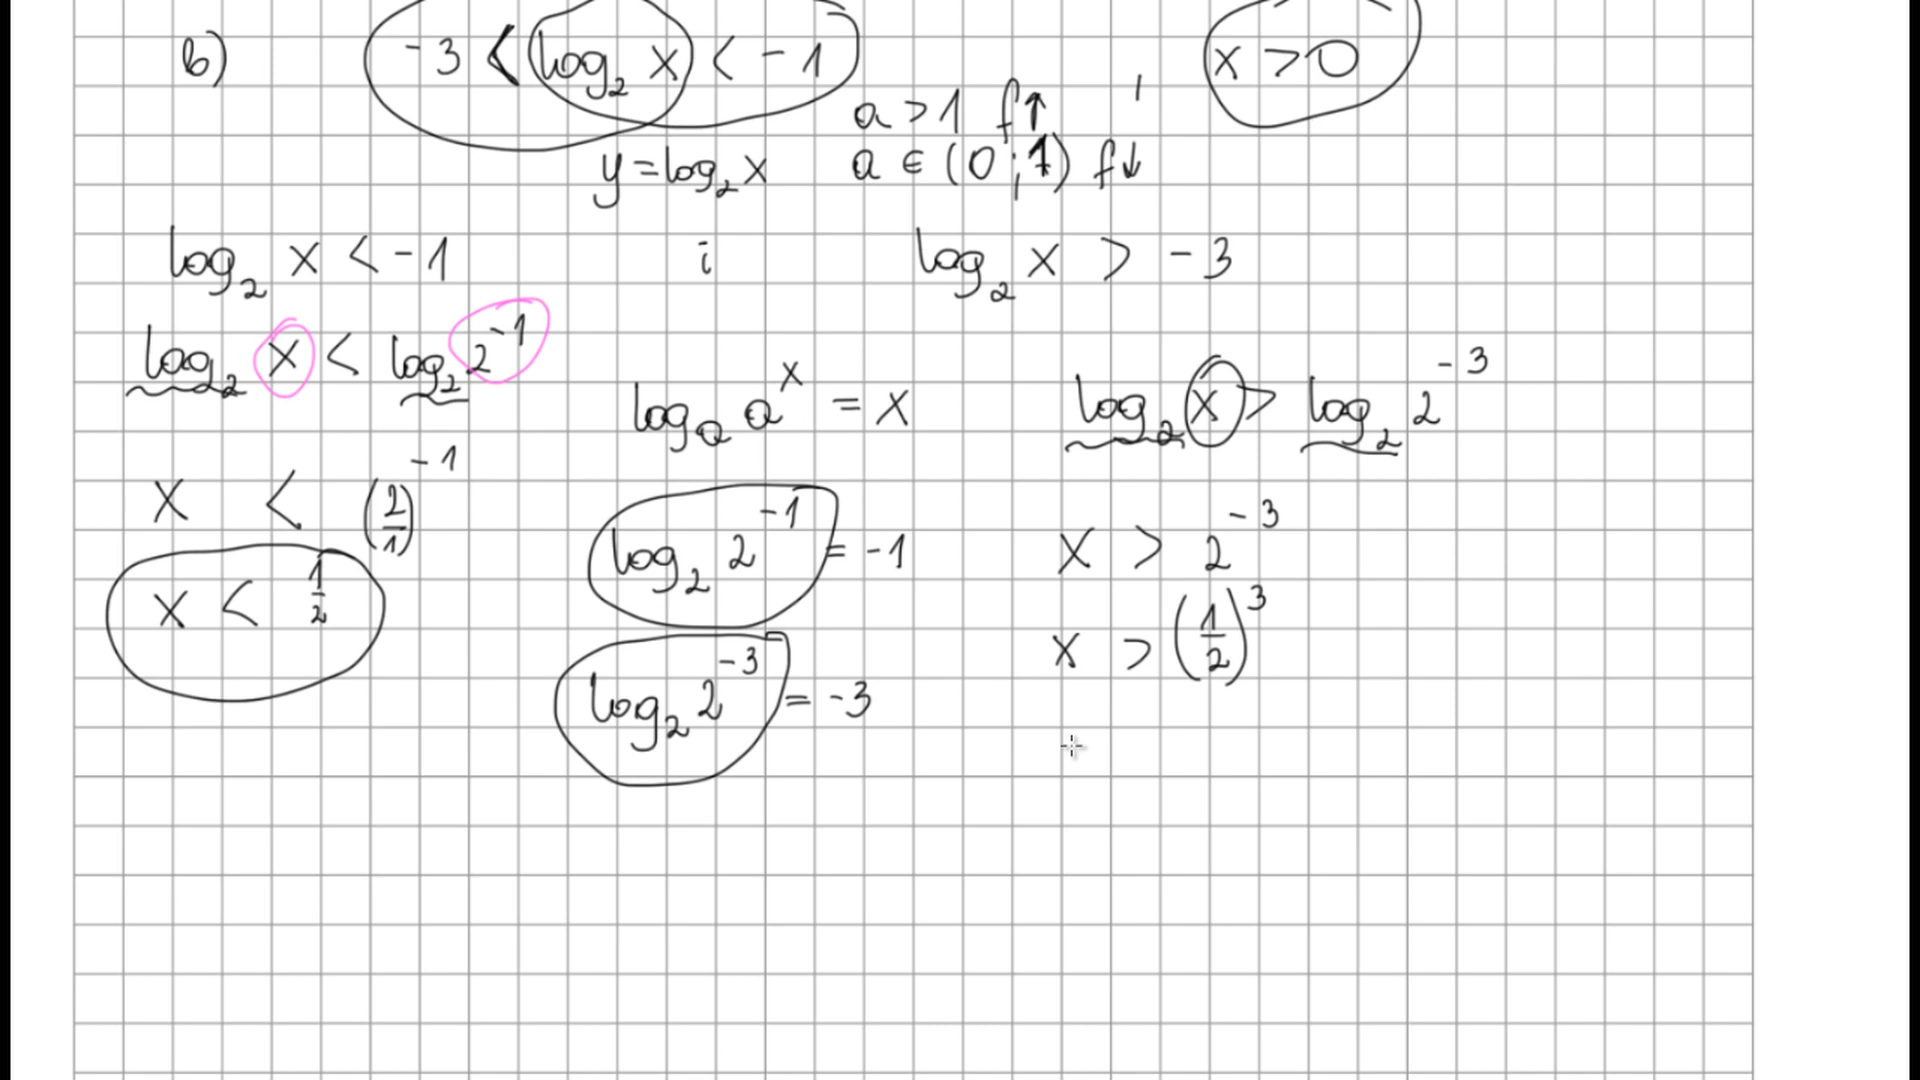 b) -3 < log₂ x < -1 x > 0
a > 1 f↑
y = log₂ x a ∈ (0;1) f↓
log₂ x < -1 i log₂ x > -3
log₂ x < log₂ 2⁻¹
logₐ aˣ = x log₂ x > log₂ 2⁻³
x < (2/1)⁻¹
log₂ 2⁻¹ = -1 x > 2⁻³
x < 1/2
log₂ 2⁻³ = -3 x > (1/2)³